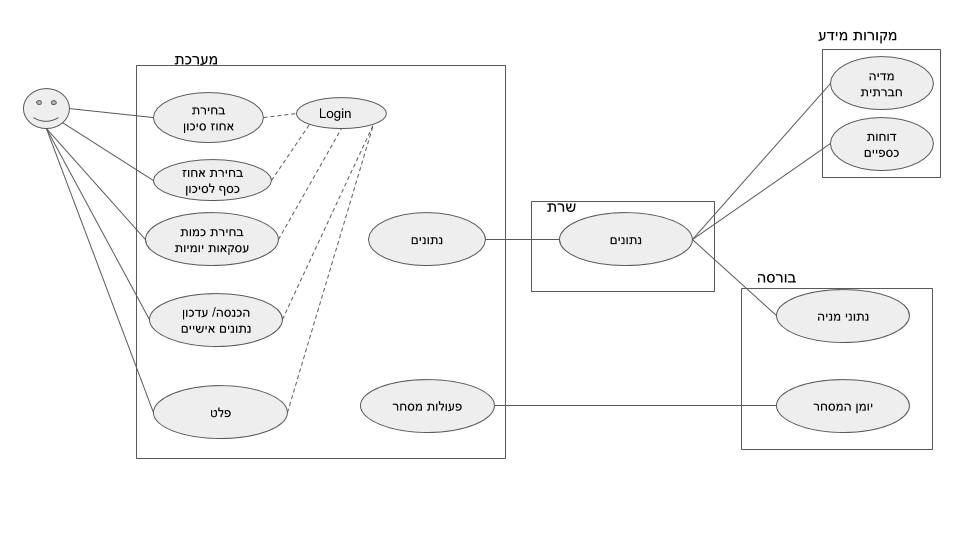 מקורות מידע
מדיה
חברתית
דוחות
כספיים
מערכת
בחירת
אחוז סיכון
Login
בחירת אחוז
כסף לסיכון
בחירת כמות
עסקאות יומיות
הכנסה/ עדכון
נתונים אישיים
פלט
נתונים
פעולות מסחר
שרת
נתונים
בורסה
נתוני מניה
יומן המסחר